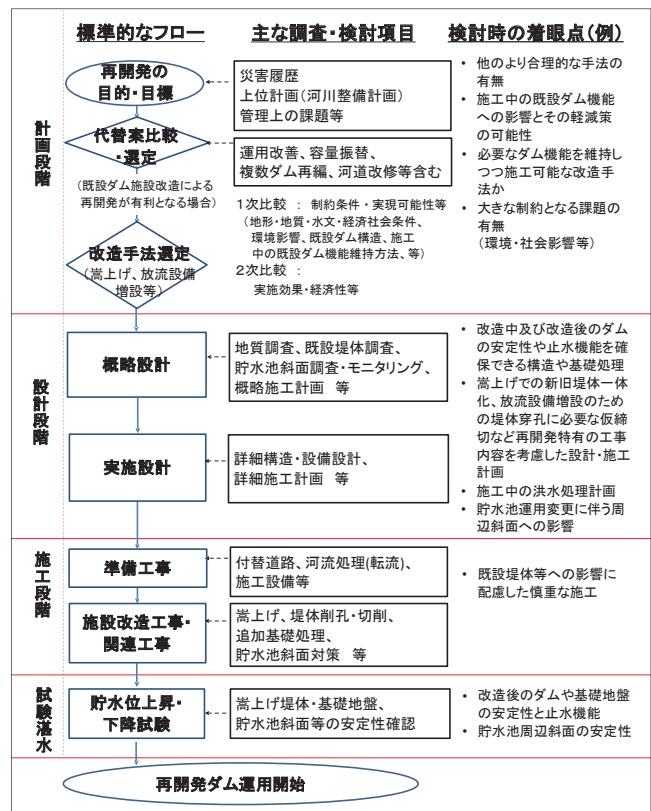 標準的なフロー
主な調査・検討項目
検討時の着眼点(例)
計画段階
再開発の
目的・目標
災害履歴
上位計画(河川整備計画)
管理上の課題等
代替案比較
・選定
運用改善、容量振替、
複数ダム再編、河道改修等含む
(既設ダム施設改造による
再開発が有利となる場合)
1次比較 : 制約条件・実現可能性等
(地形・地質・水文・経済社会条件、
環境影響、既設ダム構造、施工
中の既設ダム機能維持方法、等)
2次比較 :
実施効果・経済性等
改造手法選定
(嵩上げ、放流設備
増設等)
• 他のより合理的な手法の
有無
• 施工中の既設ダム機能
への影響とその軽減策
の可能性
• 必要なダム機能を維持し
つつ施工可能な改造手
法か
• 大きな制約となる課題の
有無
(環境・社会影響等)
設計段階
概略設計
地質調査、既設堤体調査、
貯水池斜面調査・モニタリング、
概略施工計画 等
実施設計
詳細構造・設備設計、
詳細施工計画 等
• 改造中及び改造後のダム
の安定性や止水機能を確
保できる構造や基礎処理
• 嵩上げでの新旧堤体一体
化、放流設備増設のため
の堤体穿孔に必要な仮締
切など再開発特有の工事
内容を考慮した設計・施工
計画
• 施工中の洪水処理計画
• 貯水池運用変更に伴う周
辺斜面への影響
施工段階
準備工事
付替道路、河流処理(転流)、
施工設備等
施設改造工事・
関連工事
嵩上げ、堤体削孔・切削、
追加基礎処理、
貯水池斜面対策 等
• 既設堤体等への影響に
配慮した慎重な施工
試験湛水
貯水位上昇・
下降試験
嵩上げ堤体・基礎地盤、
貯水池斜面等の安定性確認
• 改造後のダムや基礎地盤
の安定性と止水機能
• 貯水池周辺斜面の安定性
再開発ダム運用開始